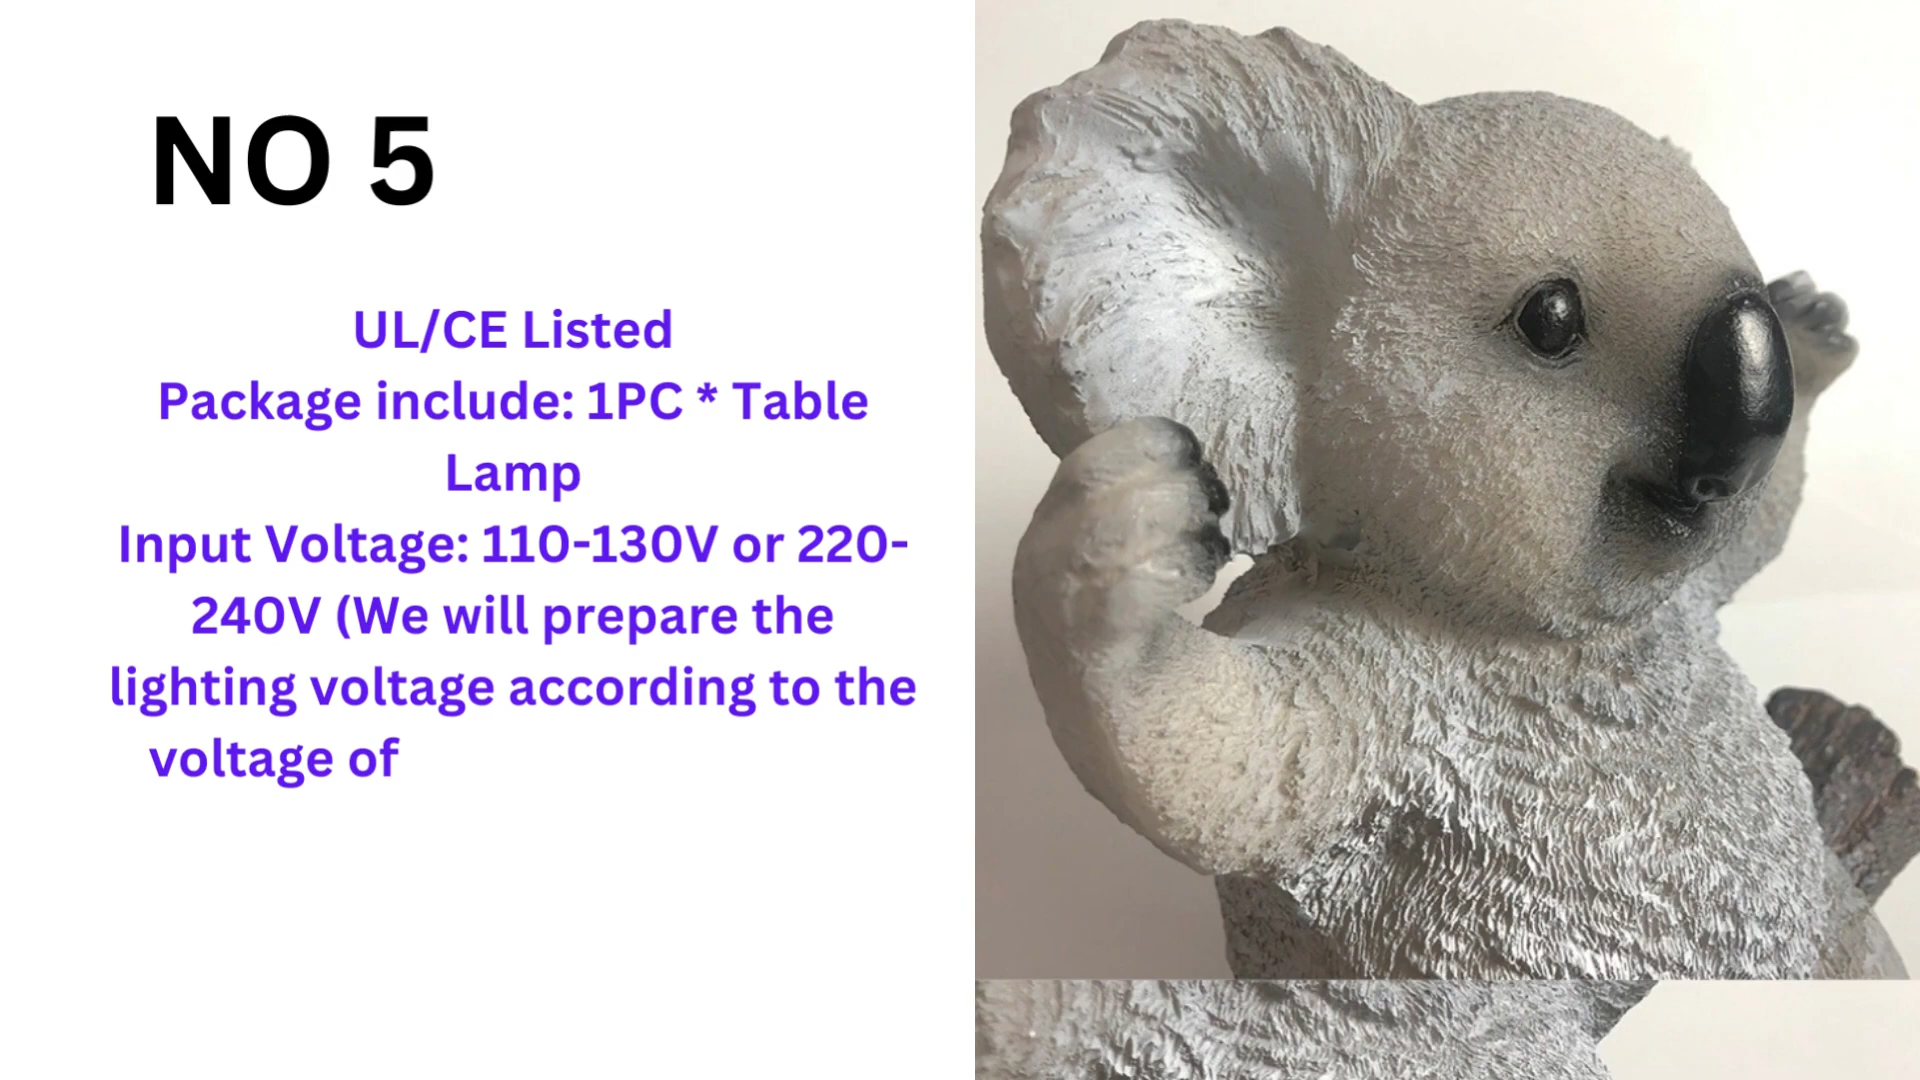 NO 5
UL/CE Listed
Package include: 1PC * Table
Lamp
Input Voltage: 110-130V or 220-
240V (We will prepare the
lighting voltage according to the
voltage of